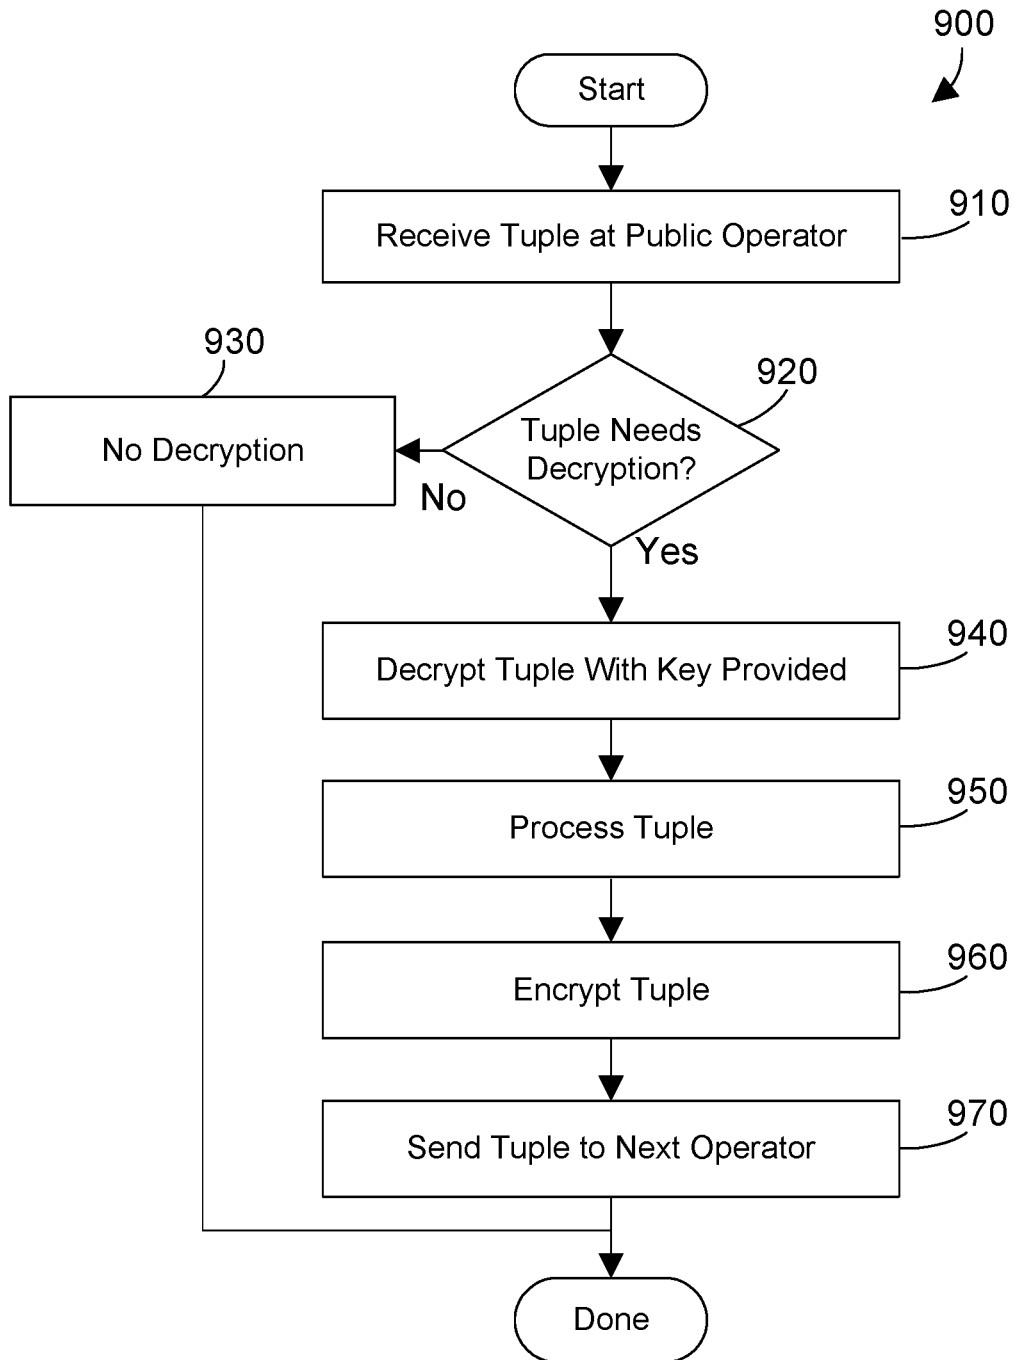 900
Start
910
Receive Tuple at Public Operator
930
920
Tuple Needs
Decryption?
No Decryption
No
Yes
940
Decrypt Tuple With Key Provided
950
Process Tuple
960
Encrypt Tuple
970
Send Tuple to Next Operator
Done